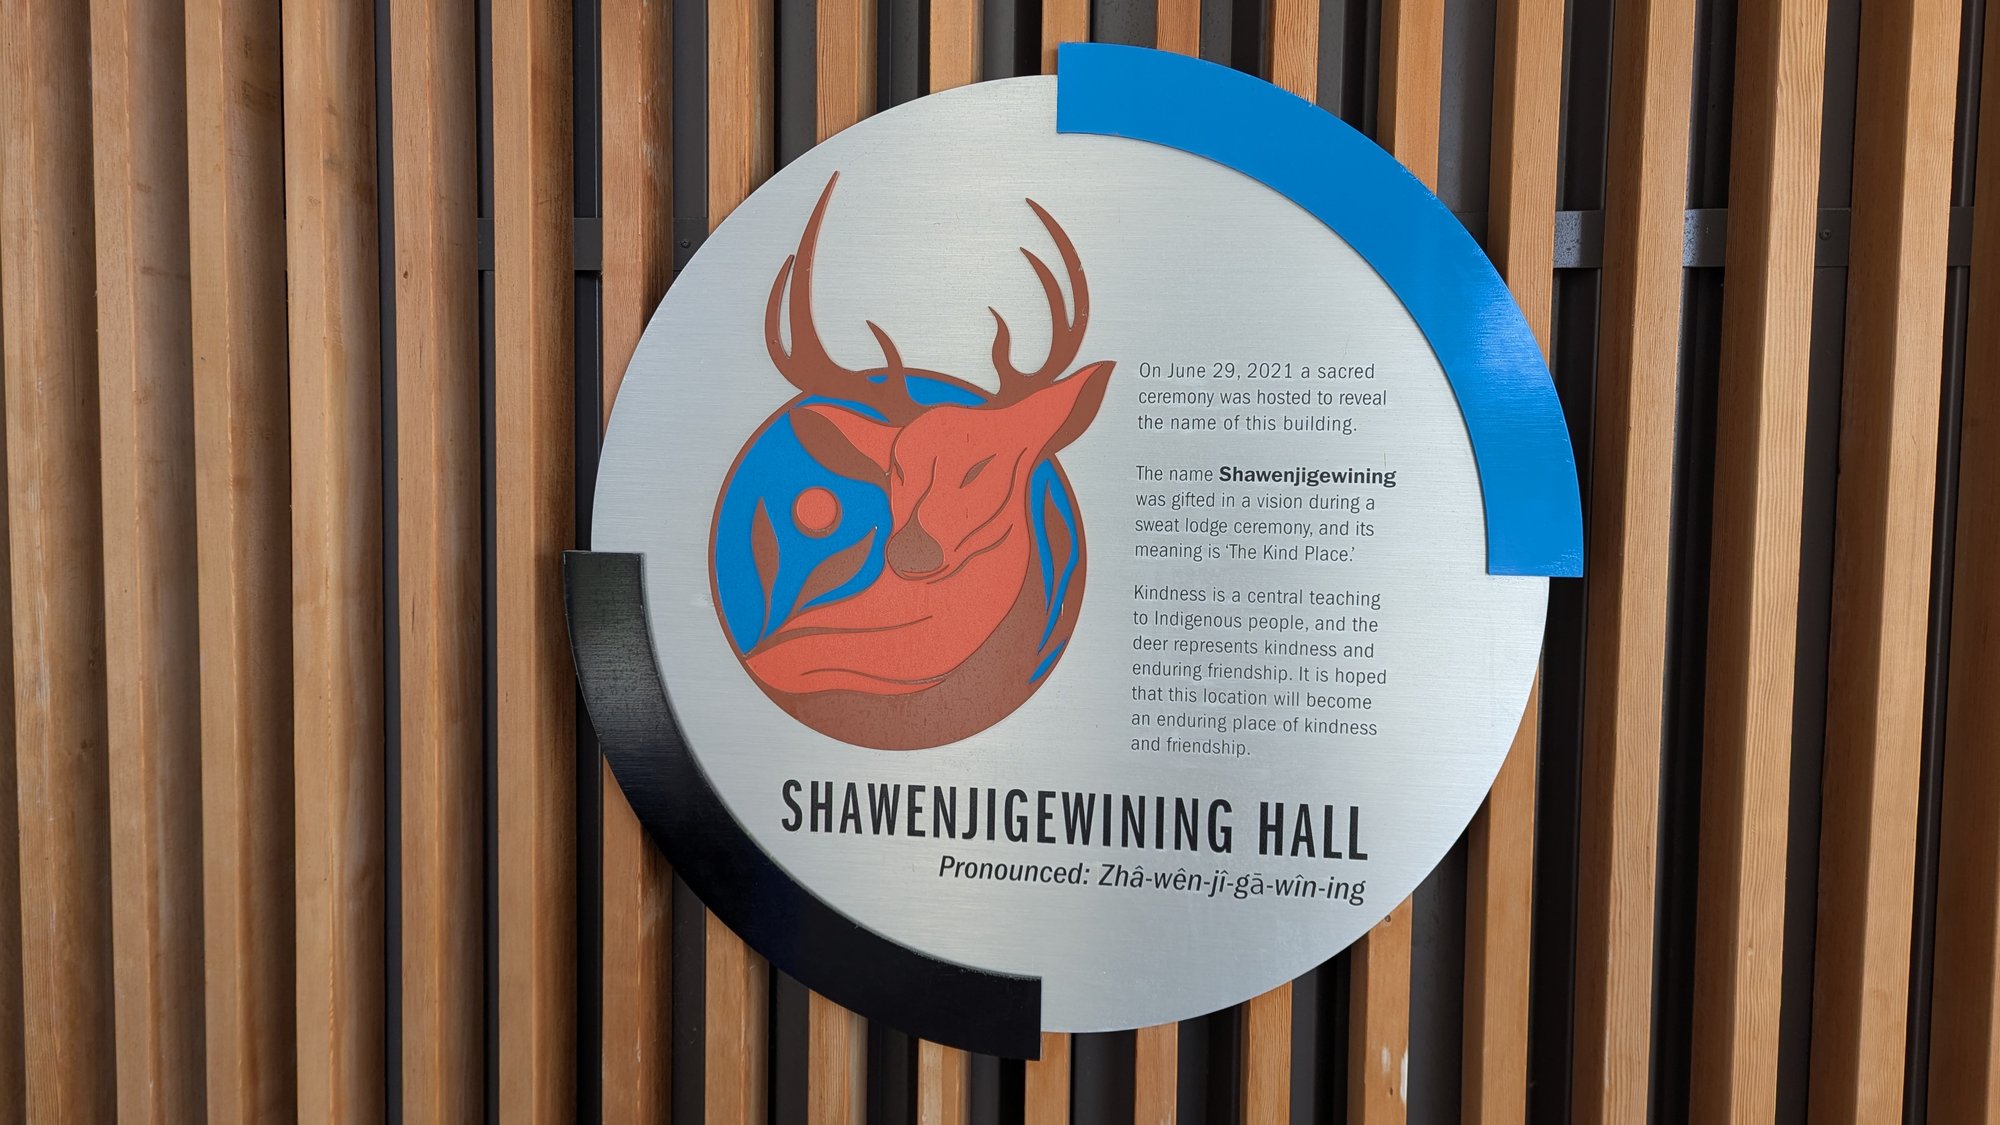 On June 29, 2021 a sacred
ceremony was hosted to reveal
the name of this building.
The name Shawenjigewining
was gifted in a vision during a
sweat lodge ceremony, and its
meaning is ‘The Kind Place.’
Kindness is a central teaching
to Indigenous people, and the
deer represents kindness and
enduring friendship. It is hoped
that this location will become
an enduring place of kindness
and friendship.
SHAWENJIGEWINING HALL
Pronounced: Zhâ-wên-jî-gā-wîn-ing